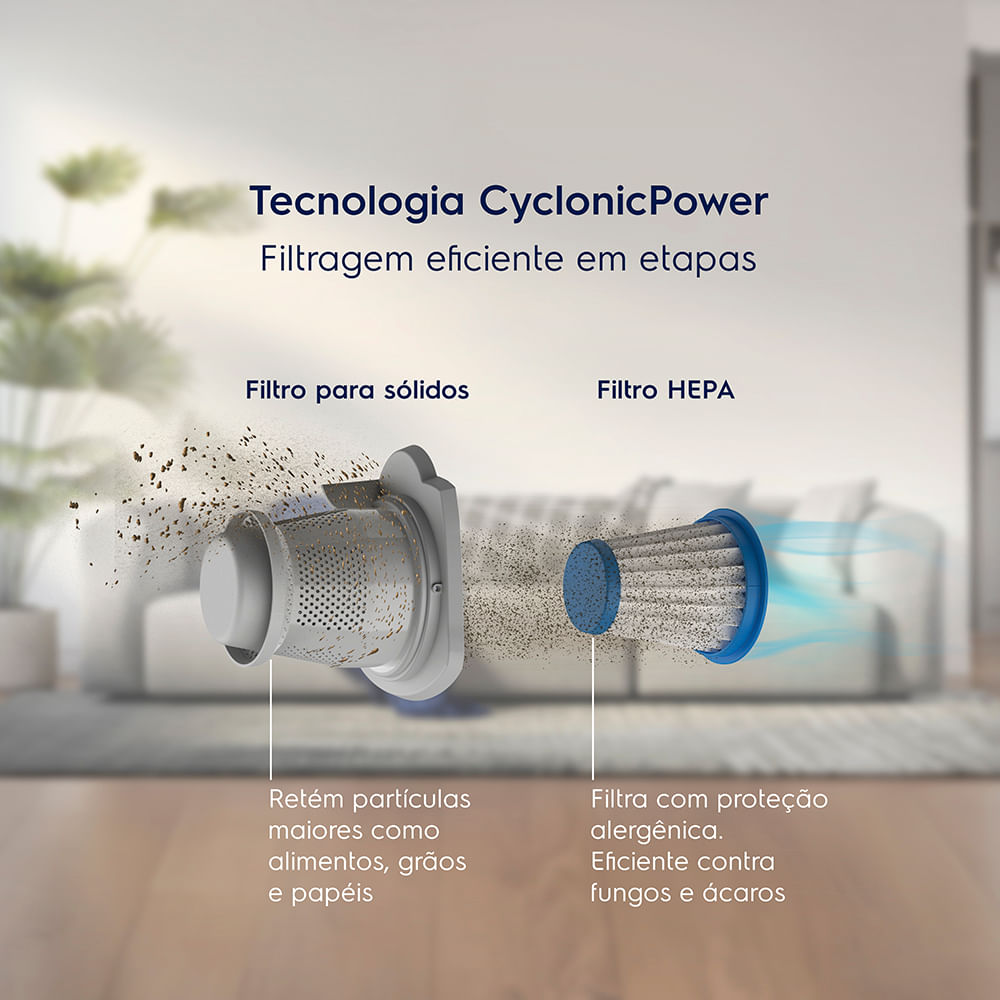 Tecnologia CyclonicPower
Filtragem eficiente em etapas
Filtro para sólidos
Filtro HEPA
Retém partículas
maiores como
alimentos, grãos
e papéis
Filtra com proteção
alergênica.
Eficiente contra
fungos e ácaros